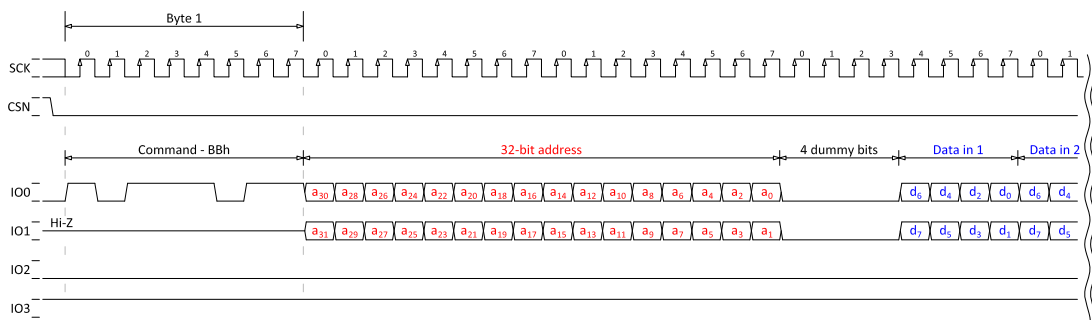 Byte 1
0 1 2 3 4 5 6 7 0 1 2 3 4 5 6 7 0 1 2 3 4 5 6 7 0 1 2 3 4 5 6 7 0 1
SCK
CSN
Command - BBh 32-bit address 4 dummy bits Data in 1 Data in 2
IO0 a30 a28 a26 a24 a22 a20 a18 a16 a14 a12 a10 a8 a6 a4 a2 a0 d6 d4 d2 d0 d6 d4
Hi-Z
IO1 a31 a29 a27 a25 a23 a21 a19 a17 a15 a13 a11 a9 a7 a5 a3 a1 d7 d5 d3 d1 d7 d5
IO2
IO3